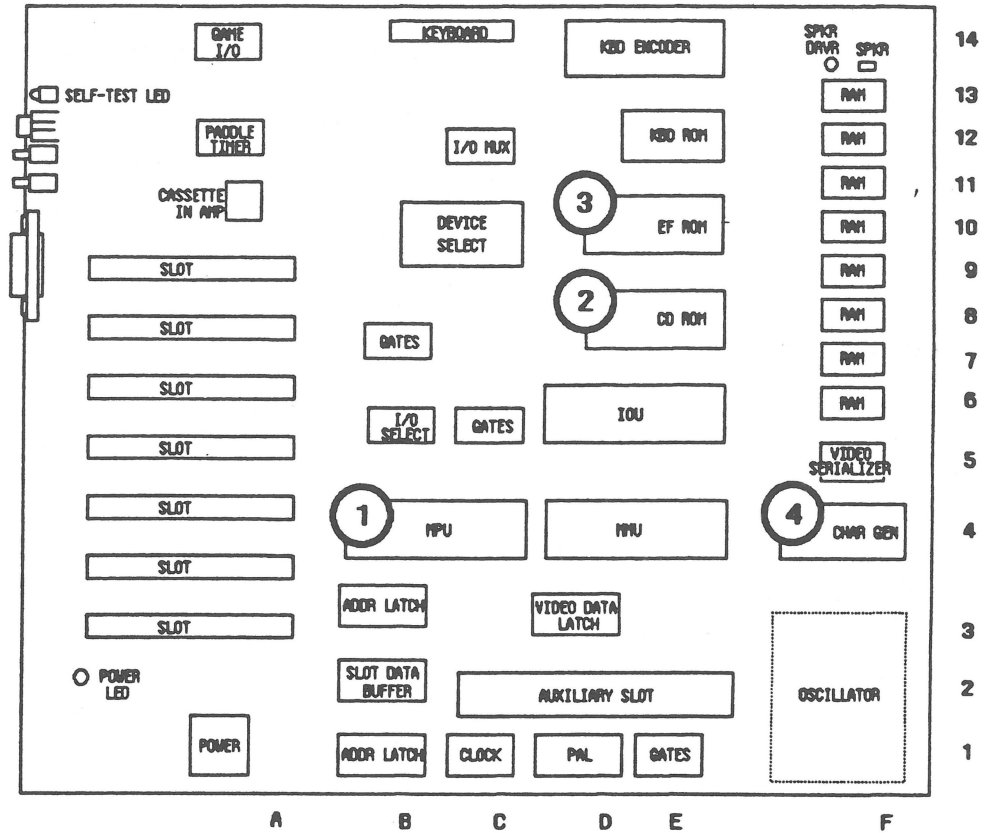 GAME
I/O
KEYBOARD
KBD ENCODER
SPKR
DRVR
SPKR
14
SELF-TEST LED
RAM
13
PADDLE
TIMER
I/O MUX
KBD ROM
RAM
12
CASSETTE
IN AMP
3
RAM
11
DEVICE
SELECT
EF ROM
RAM
10
SLOT
RAM
9
2
CD ROM
SLOT
RAM
8
GATES
RAM
7
SLOT
I/O
SELECT
GATES
IOU
RAM
6
SLOT
VIDEO
SERIALIZER
5
SLOT
1
MPU
MMU
4
CHAR GEN
4
SLOT
ADDR LATCH
VIDEO DATA
LATCH
SLOT
3
POWER
LED
SLOT DATA
BUFFER
AUXILIARY SLOT
OSCILLATOR
2
POWER
ADDR LATCH
CLOCK
PAL
GATES
1
A
B
C
D
E
F